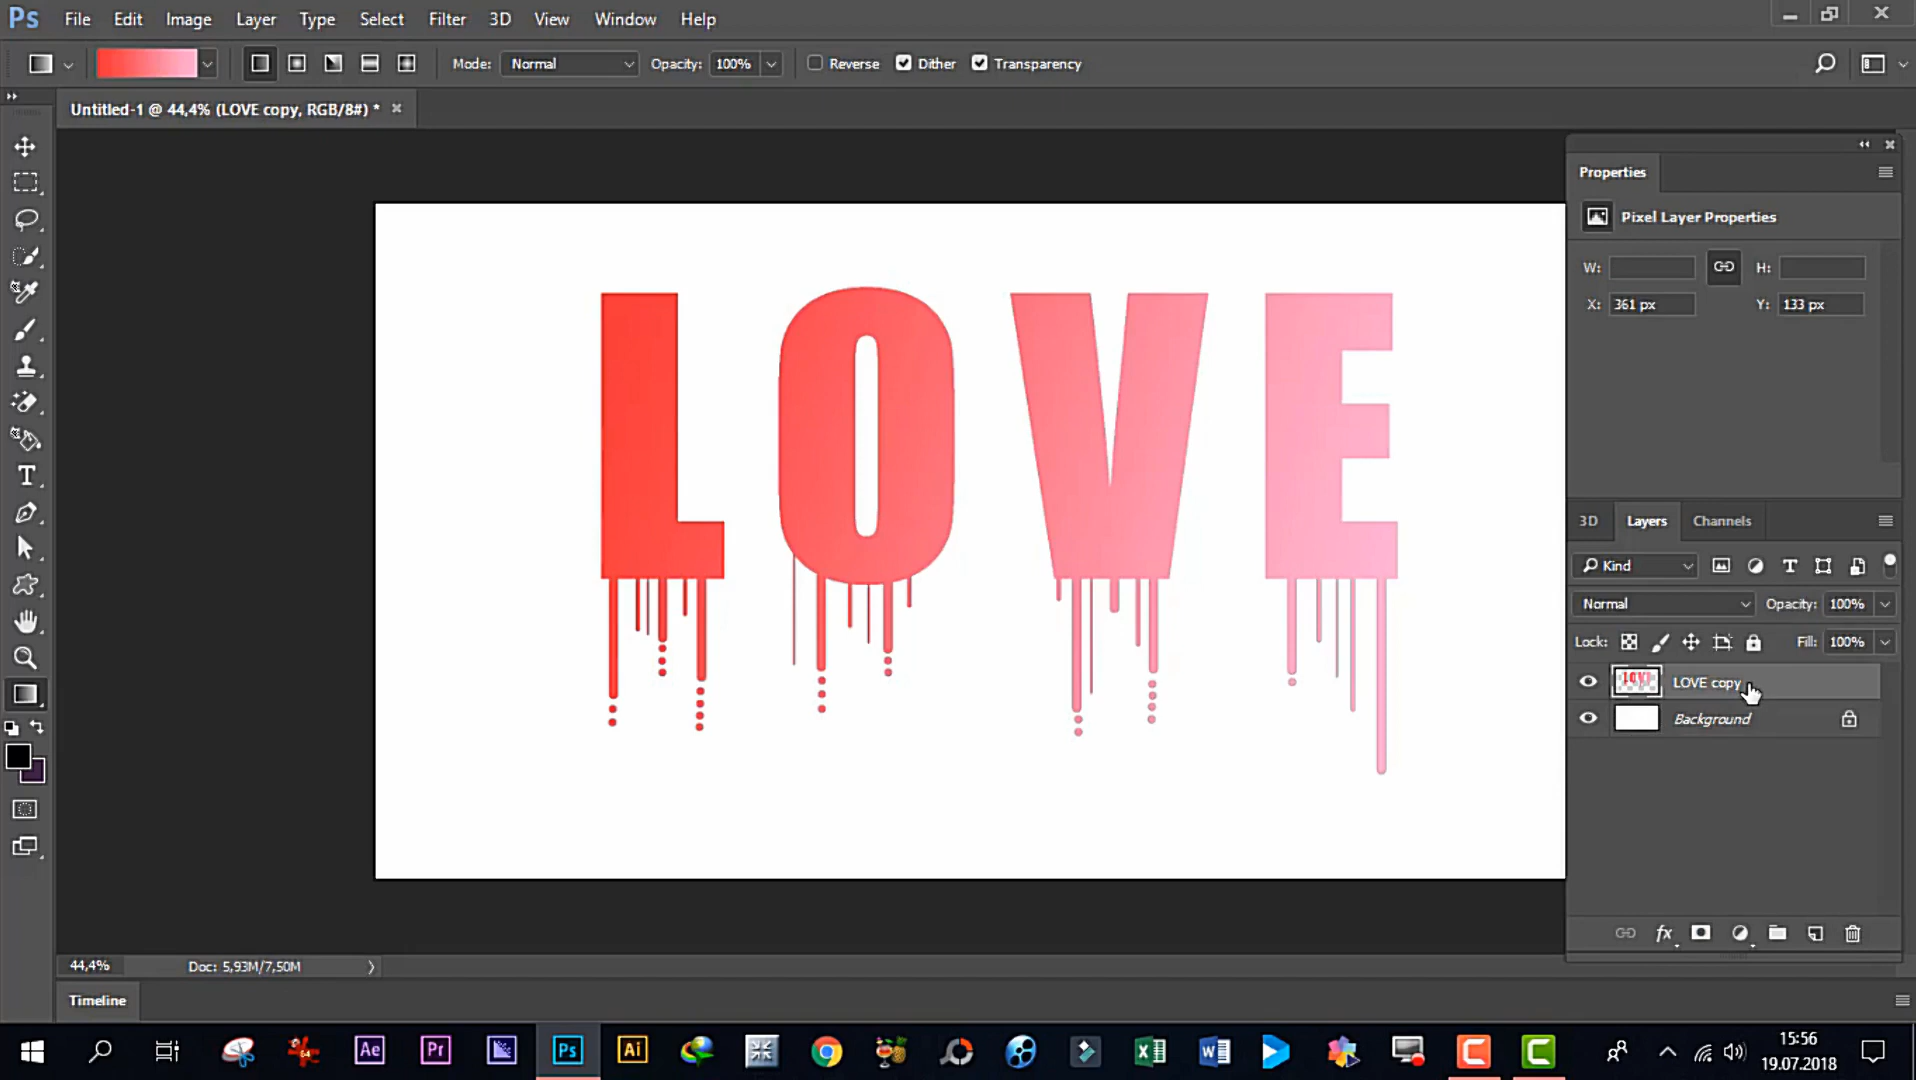 Ps File Edit Image Layer Type Select Filter 3D View Window Help
Mode: Normal Opacity: 100% Reverse Dither Transparency
Untitled-1 @ 44,4% (LOVE copy, RGB/8#) *
Properties
Pixel Layer Properties
W: H:
X: 361 px Y: 133 px
LOVE
3D Layers Channels
Kind
Normal Opacity: 100%
Lock: Fill: 100%
LOVE copy
Background
fx
44,4% Doc: 5,93M/7,50M
Timeline
Ae Pr Ps Ai
15:56
19.07.2018